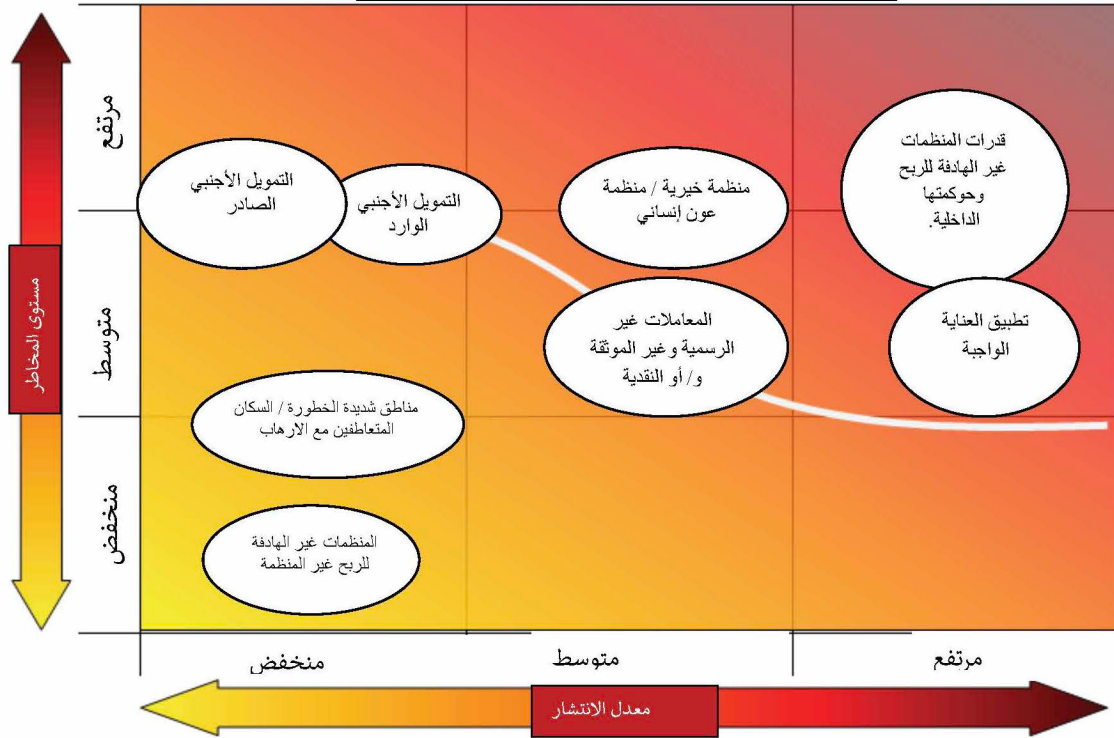 مرتفع
متوسط
منخفض
مستوى المخاطر
قدرات المنظمات
غير الهادفة للربح
وحوكمتها
الداخلية.
منظمة خيرية / منظمة
عون إنساني
التمويل الأجنبي
الوارد
التمويل الأجنبي
الصادر
تطبيق العناية
الواجبة
المعاملات غير
الرسمية وغير الموثقة
و/ أو النقدية
مناطق شديدة الخطورة / السكان
المتعاطفين مع الارهاب
المنظمات غير الهادفة
للربح غير المنظمة
مرتفع
متوسط
منخفض
معدل الانتشار